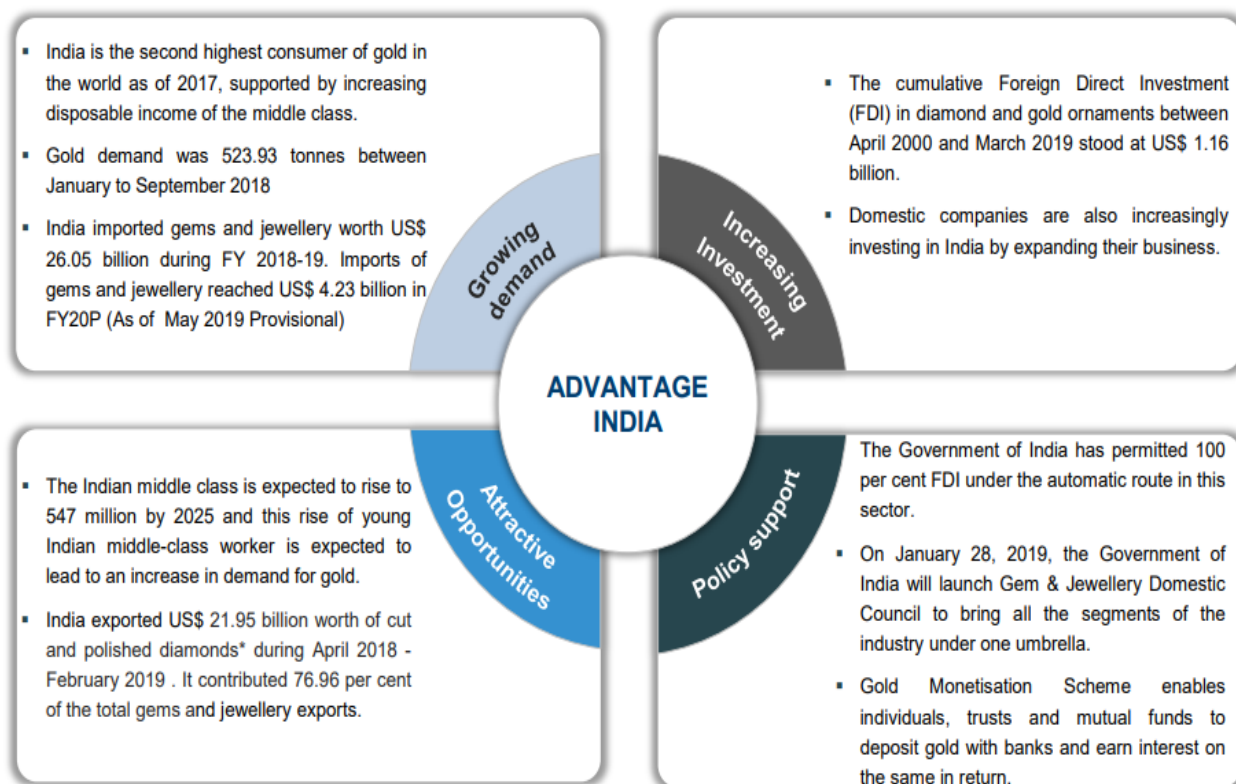 ▪ India is the second highest consumer of gold in
the world as of 2017, supported by increasing
disposable income of the middle class.
▪ Gold demand was 523.93 tonnes between
January to September 2018
▪ India imported gems and jewellery worth US$
26.05 billion during FY 2018-19. Imports of
gems and jewellery reached US$ 4.23 billion in
FY20P (As of May 2019 Provisional)
Growing
demand
▪ The cumulative Foreign Direct Investment
(FDI) in diamond and gold ornaments between
April 2000 and March 2019 stood at US$ 1.16
billion.
▪ Domestic companies are also increasingly
investing in India by expanding their business.
Increasing
Investment
ADVANTAGE
INDIA
▪ The Indian middle class is expected to rise to
547 million by 2025 and this rise of young
Indian middle-class worker is expected to
lead to an increase in demand for gold.
▪ India exported US$ 21.95 billion worth of cut
and polished diamonds* during April 2018 -
February 2019 . It contributed 76.96 per cent
of the total gems and jewellery exports.
Attractive
Opportunities
Policy support
The Government of India has permitted 100
per cent FDI under the automatic route in this
sector.
▪ On January 28, 2019, the Government of
India will launch Gem & Jewellery Domestic
Council to bring all the segments of the
industry under one umbrella.
▪ Gold Monetisation Scheme enables
individuals, trusts and mutual funds to
deposit gold with banks and earn interest on
the same in return.